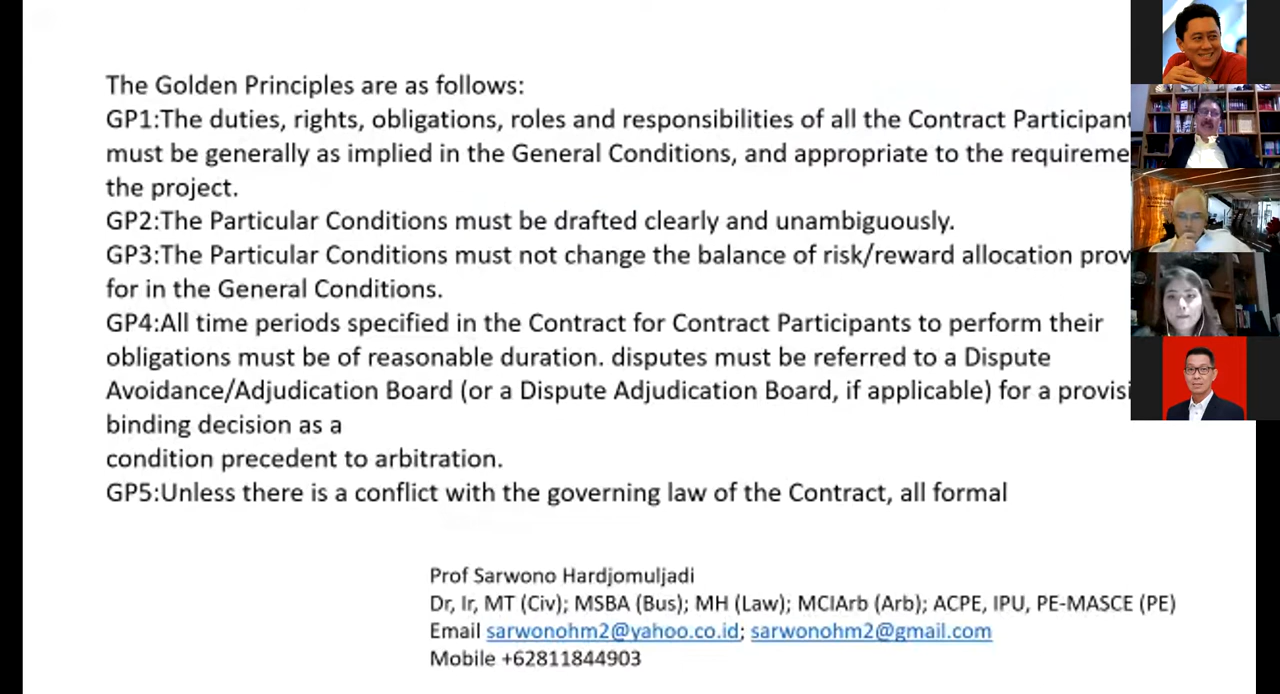 The Golden Principles are as follows:
GP1:The duties, rights, obligations, roles and responsibilities of all the Contract
must be generally as implied in the General Conditions, and appropriate to the
the project.
GP2:The Particular Conditions must be drafted clearly and unambiguously.
GP3:The Particular Conditions must not change the balance of risk/reward allocation
for in the General Conditions.
GP4:All time periods specified in the Contract for Contract Participants to perform their
obligations must be of reasonable duration. disputes must be referred to a Dispute
Avoidance/Adjudication Board (or a Dispute Adjudication Board, if applicable) for a
binding decision as a
condition precedent to arbitration.
GP5:Unless there is a conflict with the governing law of the Contract, all formal
Prof Sarwono Hardjomuljadi
Dr, Ir, MT (Civ); MSBA (Bus); MH (Law); MCIArb (Arb); ACPE, IPU, PE-MASCE (PE)
Email sarwonohm2@yahoo.co.id; sarwonohm2@gmail.com
Mobile +62811844903